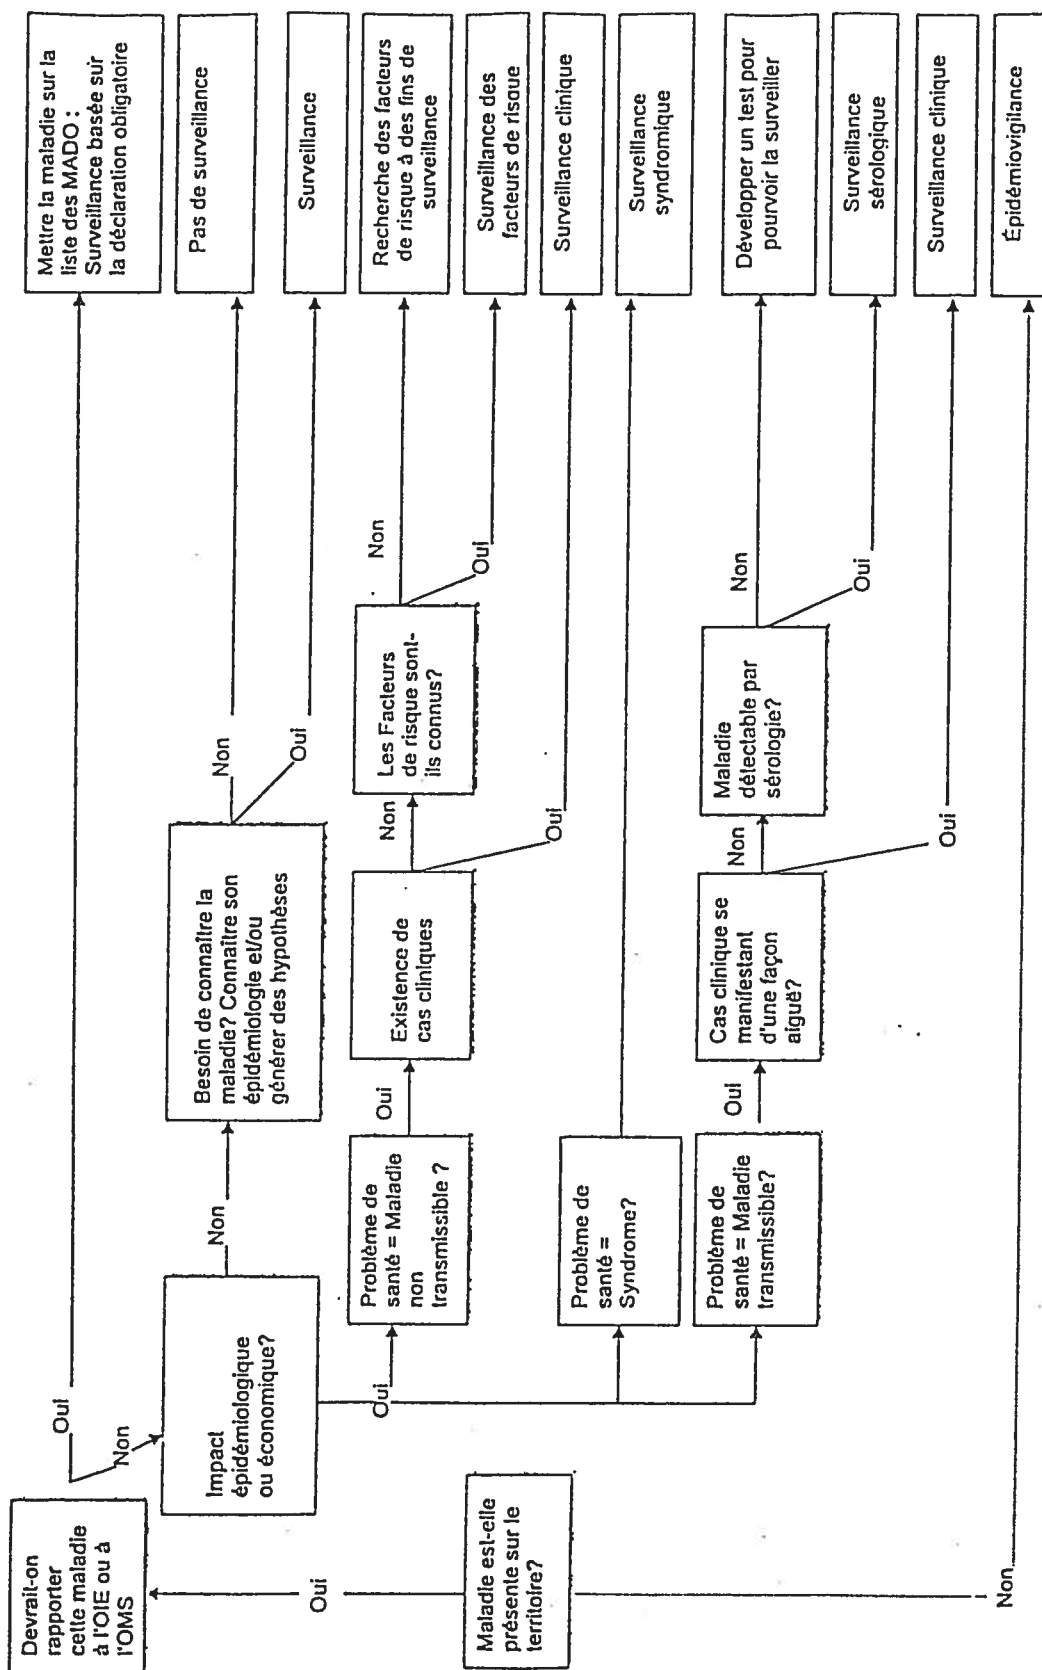 Devrait-on
rapporter
cette maladie
à l'OIE ou à
l'OMS
Oui
Non
Mettre la maladie sur la
liste des MADO :
Surveillance basée sur
la déclaration obligatoire
Impact
épidémiologique
ou économique?
Non
Besoin de connaître la
maladie? Connaître son
épidémiologie et/ou
générer des hypothèses
Non
Oui
Pas de surveillance
Surveillance
Oui
Problème de
santé = Maladie
non
transmissible ?
Oui
Existence de
cas cliniques
Non
Les Facteurs
de risque sont-
ils connus?
Non
Oui
Recherche des facteurs
de risque à des fins de
surveillance
Surveillance des
facteurs de risque
Oui
Surveillance clinique
Maladie est-elle
présente sur le
territoire?
Oui
Problème de
santé =
Syndrome?
Surveillance
syndromique
Problème de
santé = Maladie
transmissible?
Oui
Cas clinique se
manifestant
d'une façon
aiguë?
Non
Maladie
détectable par
sérologie?
Non
Oui
Développer un test pour
pourvoir la surveiller
Surveillance
sérologique
Oui
Surveillance clinique
Non
Épidémiovigilance